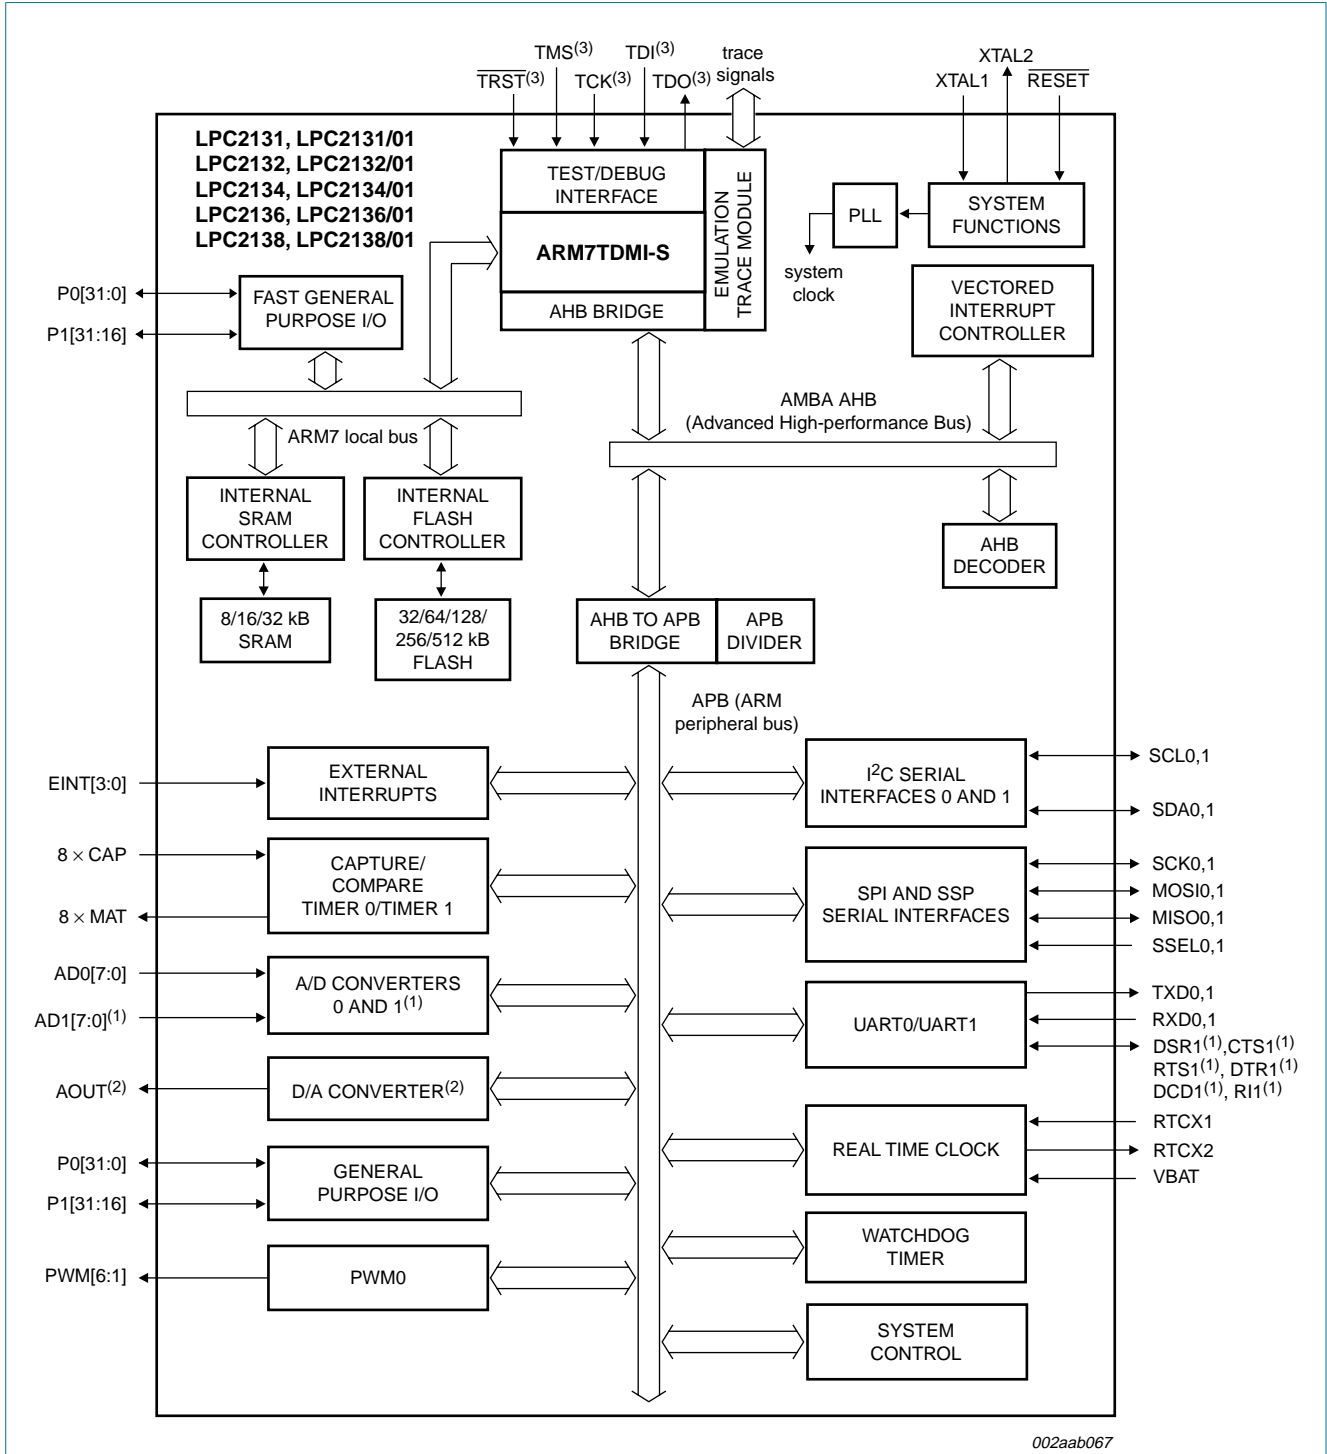 TMS(3)
TDI(3)
trace
signals
XTAL2
TRST(3)
TCK(3)
TDO(3)
XTAL1
RESET
LPC2131, LPC2131/01
LPC2132, LPC2132/01
LPC2134, LPC2134/01
LPC2136, LPC2136/01
LPC2138, LPC2138/01
TEST/DEBUG
INTERFACE
ARM7TDMI-S
AHB BRIDGE
EMULATION
TRACE MODULE
PLL
SYSTEM
FUNCTIONS
system
clock
VECTORED
INTERRUPT
CONTROLLER
P0[31:0]
P1[31:16]
FAST GENERAL
PURPOSE I/O
ARM7 local bus
AMBA AHB
(Advanced High-performance Bus)
INTERNAL
SRAM
CONTROLLER
INTERNAL
FLASH
CONTROLLER
AHB
DECODER
8/16/32 kB
SRAM
32/64/128/
256/512 kB
FLASH
AHB TO APB
BRIDGE
APB
DIVIDER
APB (ARM
peripheral bus)
EINT[3:0]
EXTERNAL
INTERRUPTS
I2C SERIAL
INTERFACES 0 AND 1
SCL0,1
SDA0,1
8 × CAP
8 × MAT
CAPTURE/
COMPARE
TIMER 0/TIMER 1
SPI AND SSP
SERIAL INTERFACES
SCK0,1
MOSI0,1
MISO0,1
SSEL0,1
AD0[7:0]
AD1[7:0](1)
A/D CONVERTERS
0 AND 1(1)
UART0/UART1
TXD0,1
RXD0,1
DSR1(1),CTS1(1)
RTS1(1), DTR1(1)
DCD1(1), RI1(1)
AOUT(2)
D/A CONVERTER(2)
P0[31:0]
P1[31:16]
GENERAL
PURPOSE I/O
REAL TIME CLOCK
RTCX1
RTCX2
VBAT
PWM[6:1]
PWM0
WATCHDOG
TIMER
SYSTEM
CONTROL
002aab067